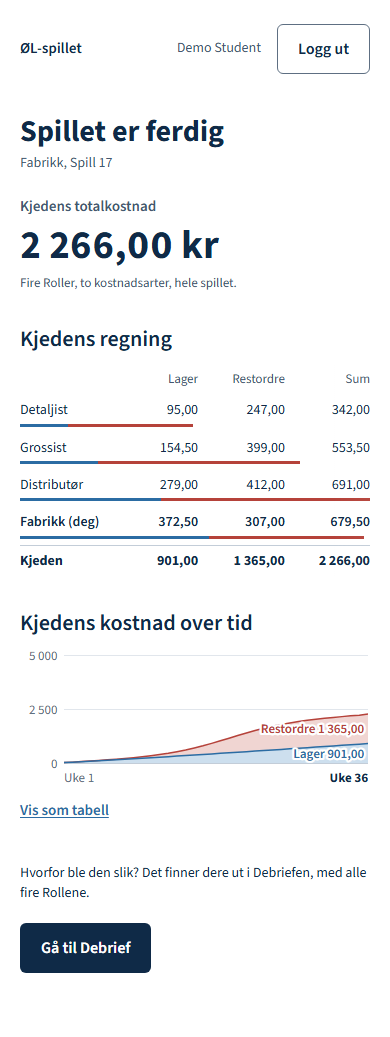 ØL-spillet
Demo Student
Logg ut
Spillet er ferdig
Fabrikk, Spill 17
Kjedens totalkostnad
2 266,00 kr
Fire Roller, to kostnadsarter, hele spillet.
Kjedens regning
Lager Restordre Sum
Detaljist 95,00 247,00 342,00
Grossist 154,50 399,00 553,50
Distributør 279,00 412,00 691,00
Fabrikk (deg) 372,50 307,00 679,50
Kjeden 901,00 1 365,00 2 266,00
Kjedens kostnad over tid
5 000
2 500
Restordre 1 365,00
Lager 901,00
0
Uke 1 Uke 36
Vis som tabell
Hvorfor ble den slik? Det finner dere ut i Debriefen, med alle
fire Rollene.
Gå til Debrief